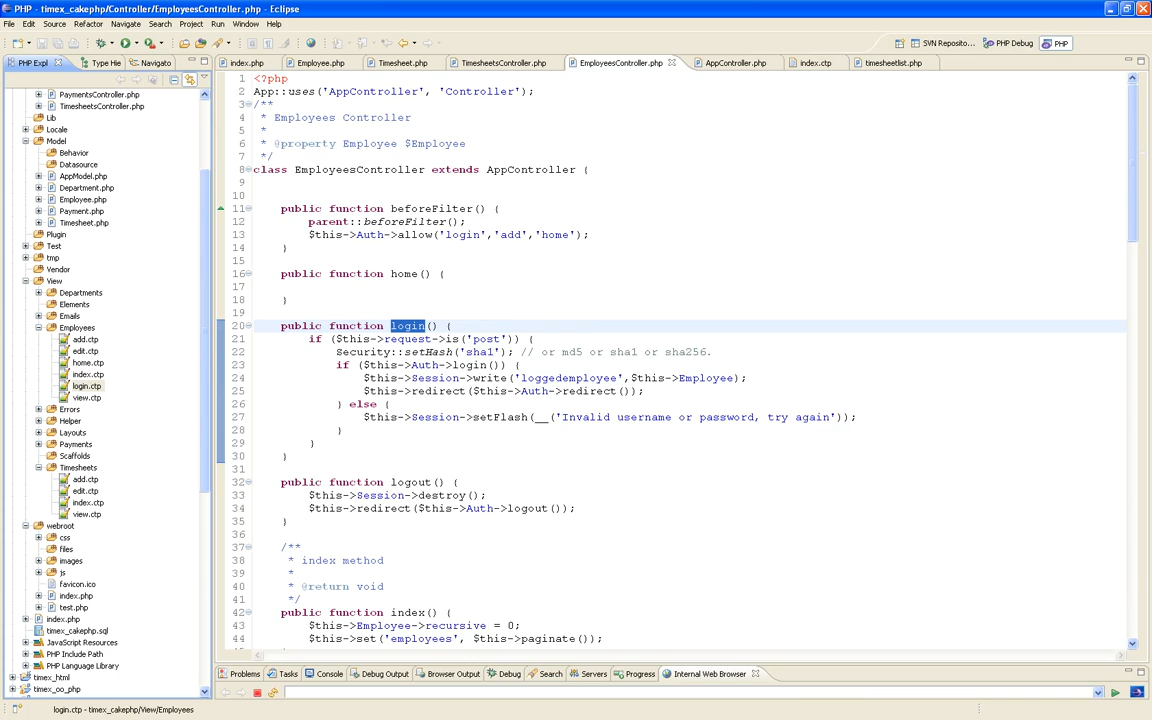 PHP - timex_cakephp/Controller/EmployeesController.php - Eclipse
File Edit Source Refactor Navigate Search Project Run Window Help
SVN Reposito... PHP Debug PHP
PHP Expl Type Hie Navigato
index.php Employee.php Timesheet.php TimesheetsController.php EmployeesController.php AppController.php index.ctp timesheetlist.php
PaymentsController.php
TimesheetsController.php
Lib
Locale
Model
Behavior
Datasource
AppModel.php
Department.php
Employee.php
Payment.php
Timesheet.php
Plugin
Test
tmp
Vendor
View
Departments
Elements
Emails
Employees
add.ctp
edit.ctp
home.ctp
index.ctp
login.ctp
view.ctp
Errors
Helper
Layouts
Payments
Scaffolds
Timesheets
add.ctp
edit.ctp
index.ctp
view.ctp
webroot
css
files
images
js
favicon.ico
index.php
test.php
index.php
timex_cakephp.sql
JavaScript Resources
PHP Include Path
PHP Language Library
timex_html
timex_oo_php
1 <?php
2 App::uses('AppController', 'Controller');
3 /**
4 * Employees Controller
5 *
6 * @property Employee $Employee
7 */
8 class EmployeesController extends AppController {
9
10
11 public function beforeFilter() {
12 parent::beforeFilter();
13 $this->Auth->allow('login','add','home');
14 }
15
16 public function home() {
17
18 }
19
20 public function login() {
21 if ($this->request->is('post')) {
22 Security::setHash('sha1'); // or md5 or sha1 or sha256.
23 if ($this->Auth->login()) {
24 $this->Session->write('loggedemployee',$this->Employee);
25 $this->redirect($this->Auth->redirect());
26 } else {
27 $this->Session->setFlash(__('Invalid username or password, try again'));
28 }
29 }
30 }
31
32 public function logout() {
33 $this->Session->destroy();
34 $this->redirect($this->Auth->logout());
35 }
36
37 /**
38 * index method
39 *
40 * @return void
41 */
42 public function index() {
43 $this->Employee->recursive = 0;
44 $this->set('employees', $this->paginate());
Problems Tasks Console Debug Output Browser Output Debug Search Servers Progress Internal Web Browser
login.ctp - timex_cakephp/View/Employees